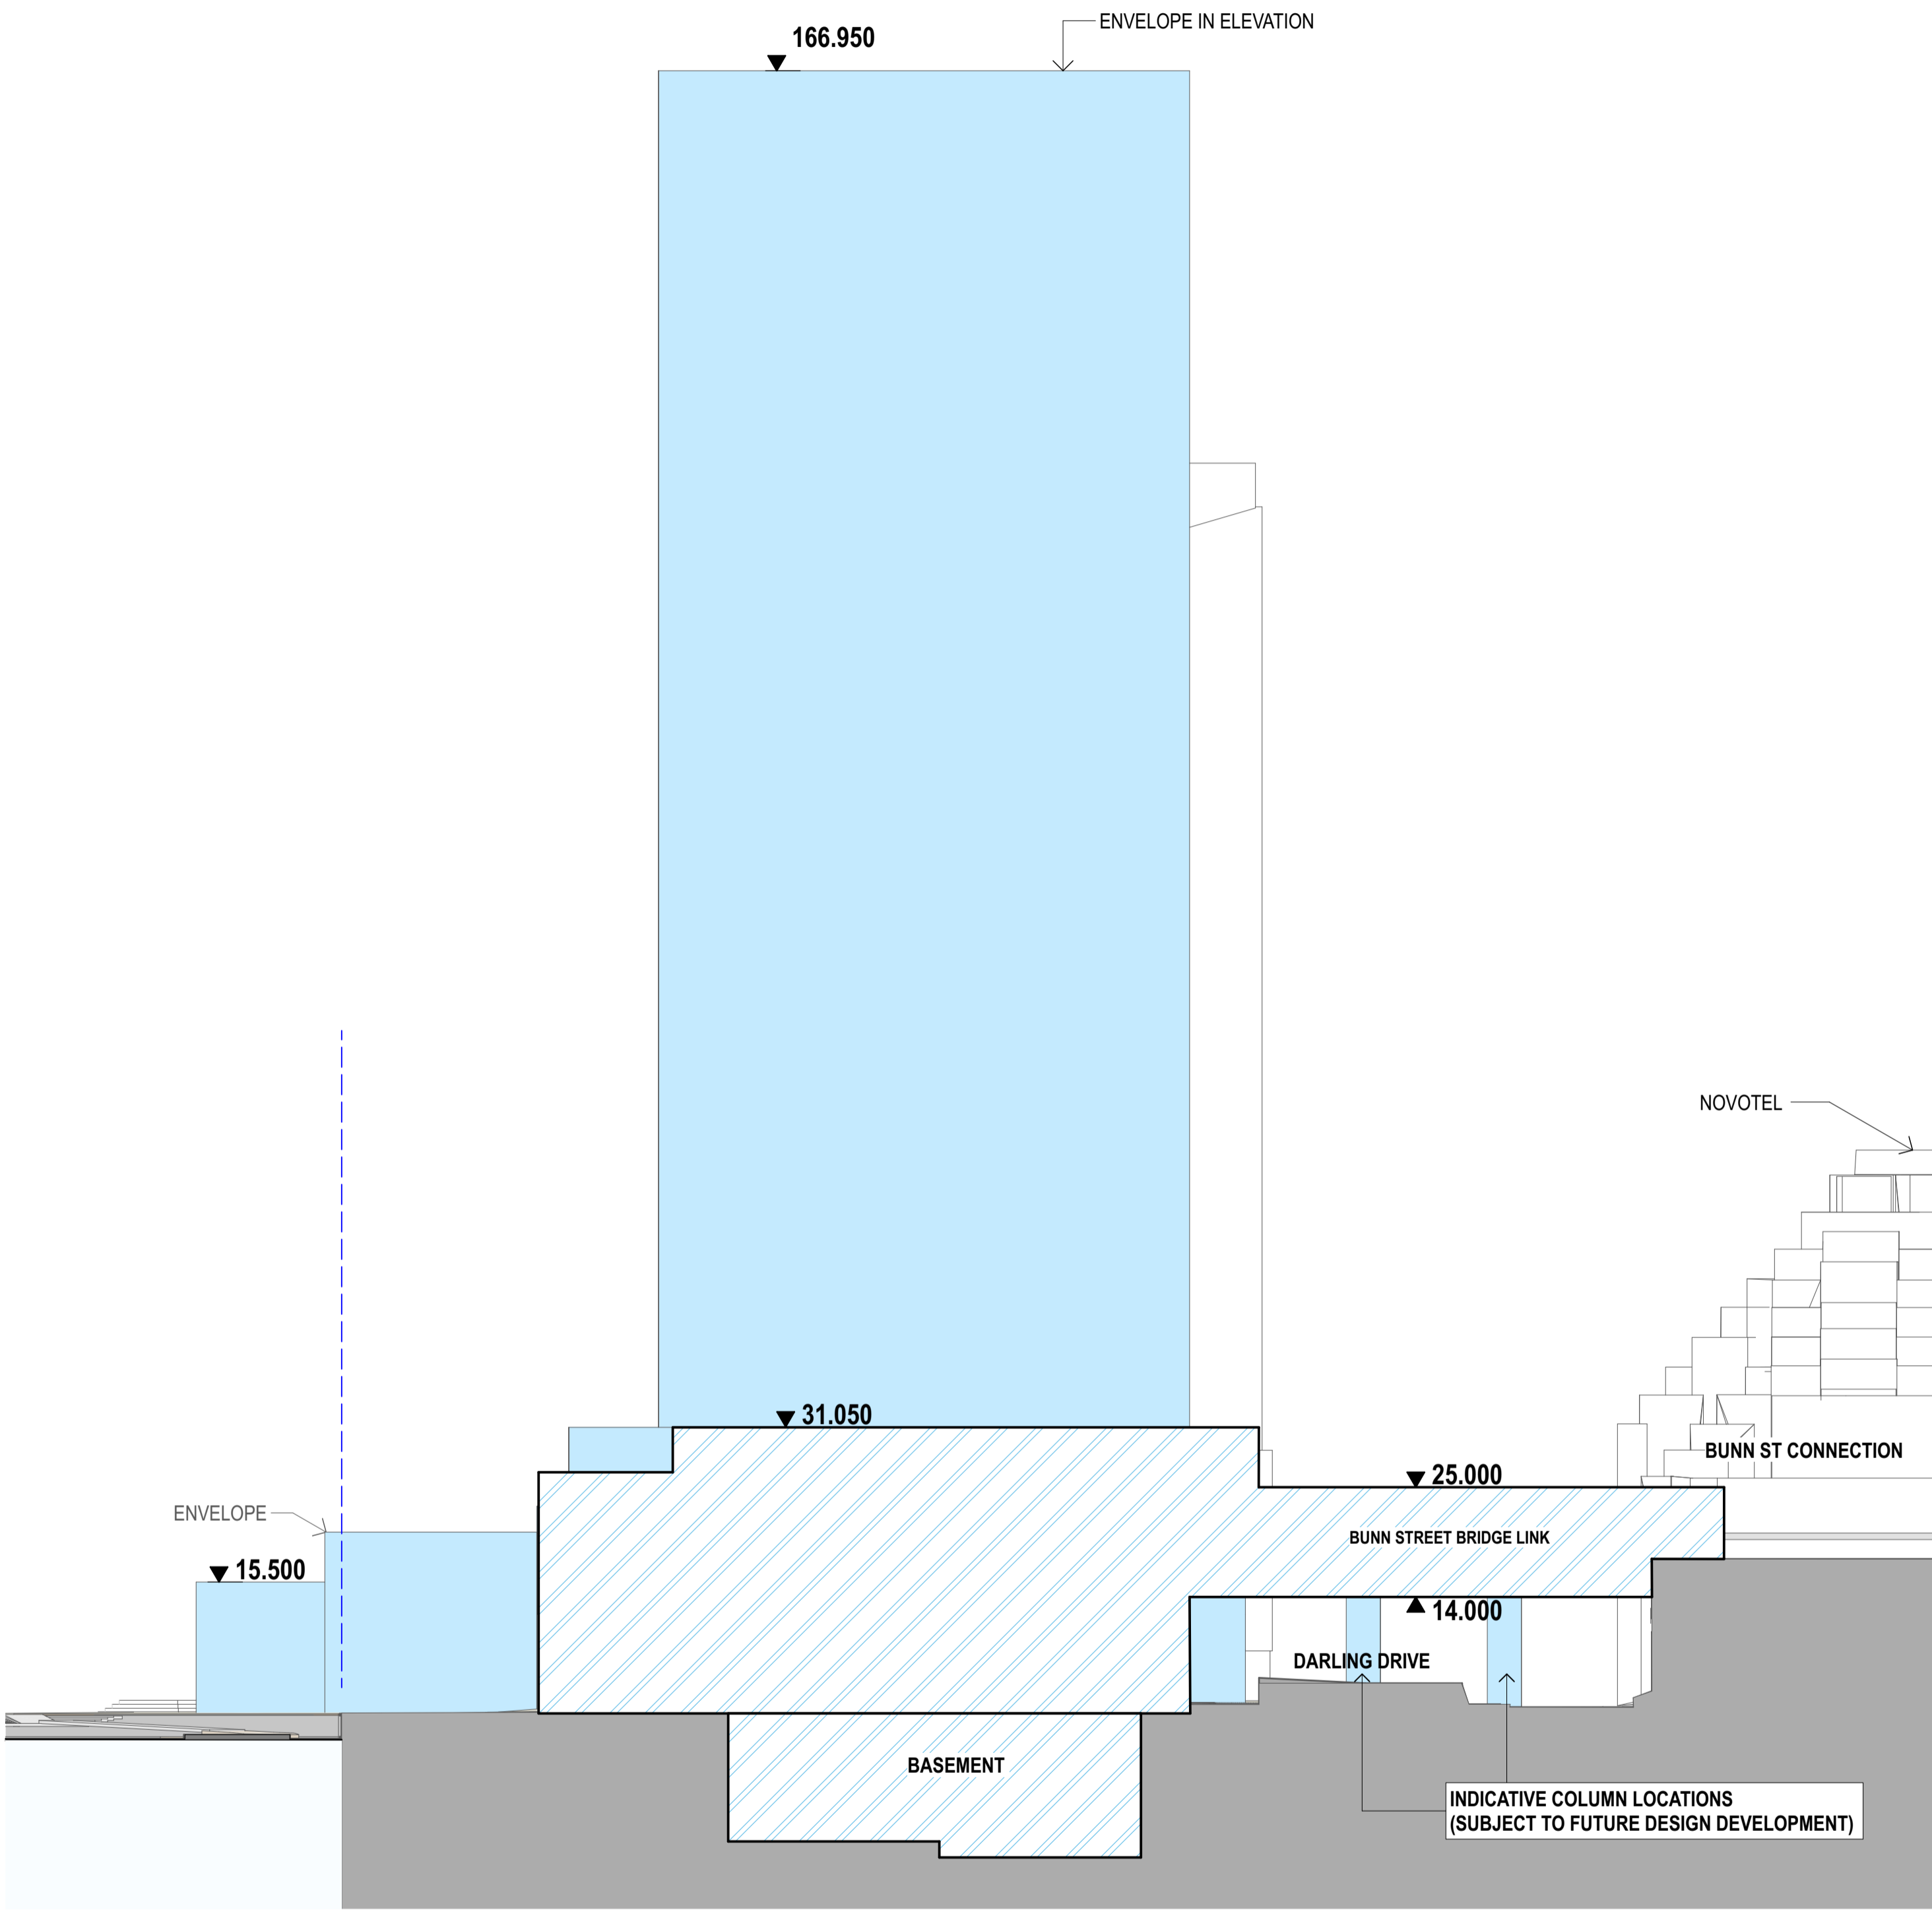 166.950
ENVELOPE IN ELEVATION
NOVOTEL
31.050
BUNN ST CONNECTION
25.000
ENVELOPE
BUNN STREET BRIDGE LINK
15.500
14.000
DARLING DRIVE
BASEMENT
INDICATIVE COLUMN LOCATIONS
(SUBJECT TO FUTURE DESIGN DEVELOPMENT)